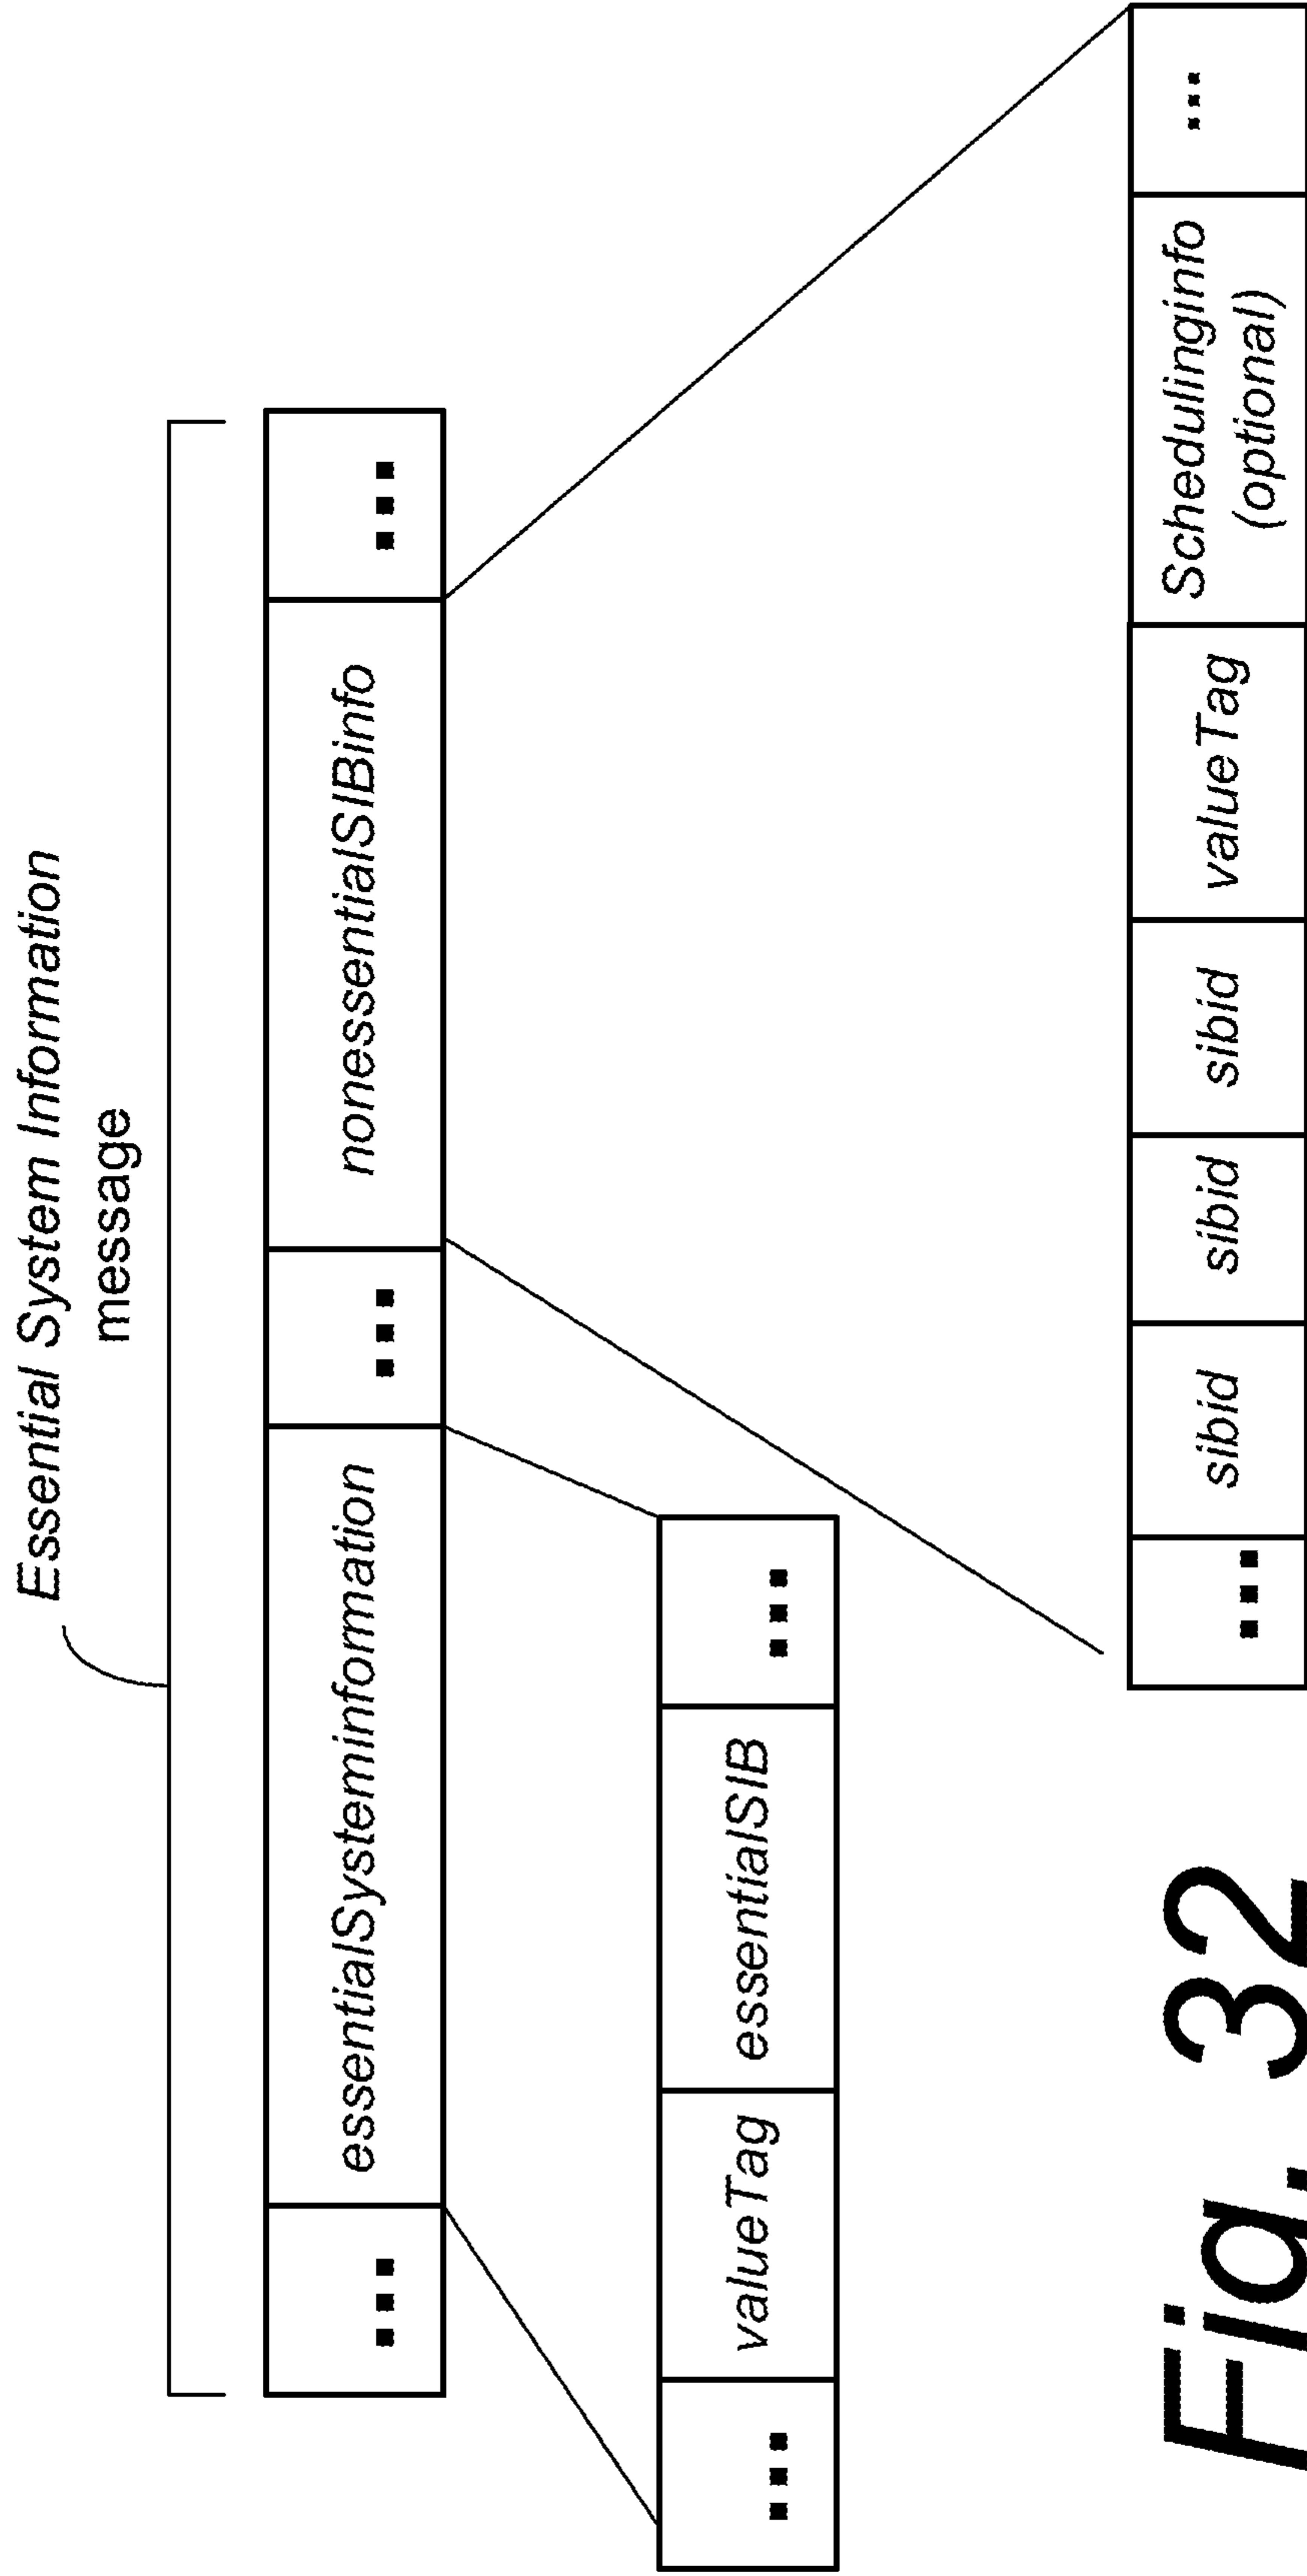 Essential System Information
message
... essentialSysteminformation ... nonessentialSIBinfo ...
... valueTag essentialSIB ...
... sibid sibid sibid valueTag Schedulinginfo
(optional) ...
Fig. 32